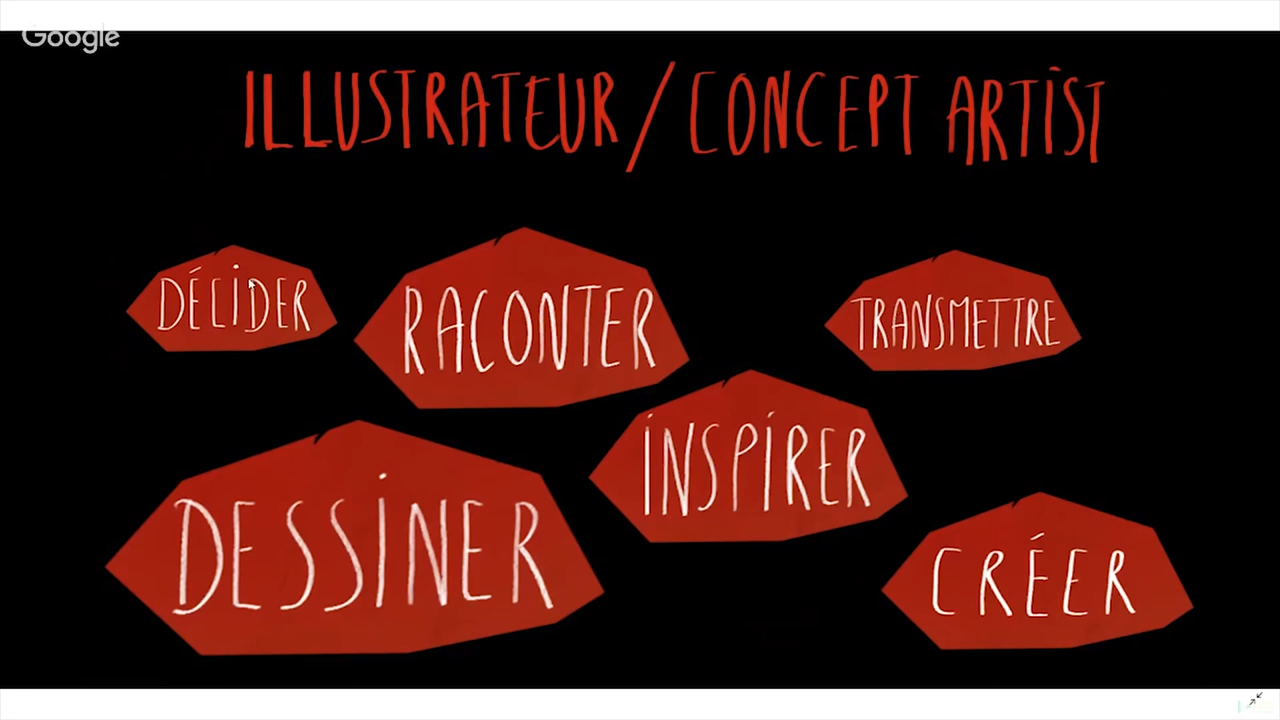 Google
ILLUSTRATEUR / CONCEPT ARTIST
DÉCIDER
RACONTER
TRANSMETTRE
INSPIRER
DESSINER
CRÉER